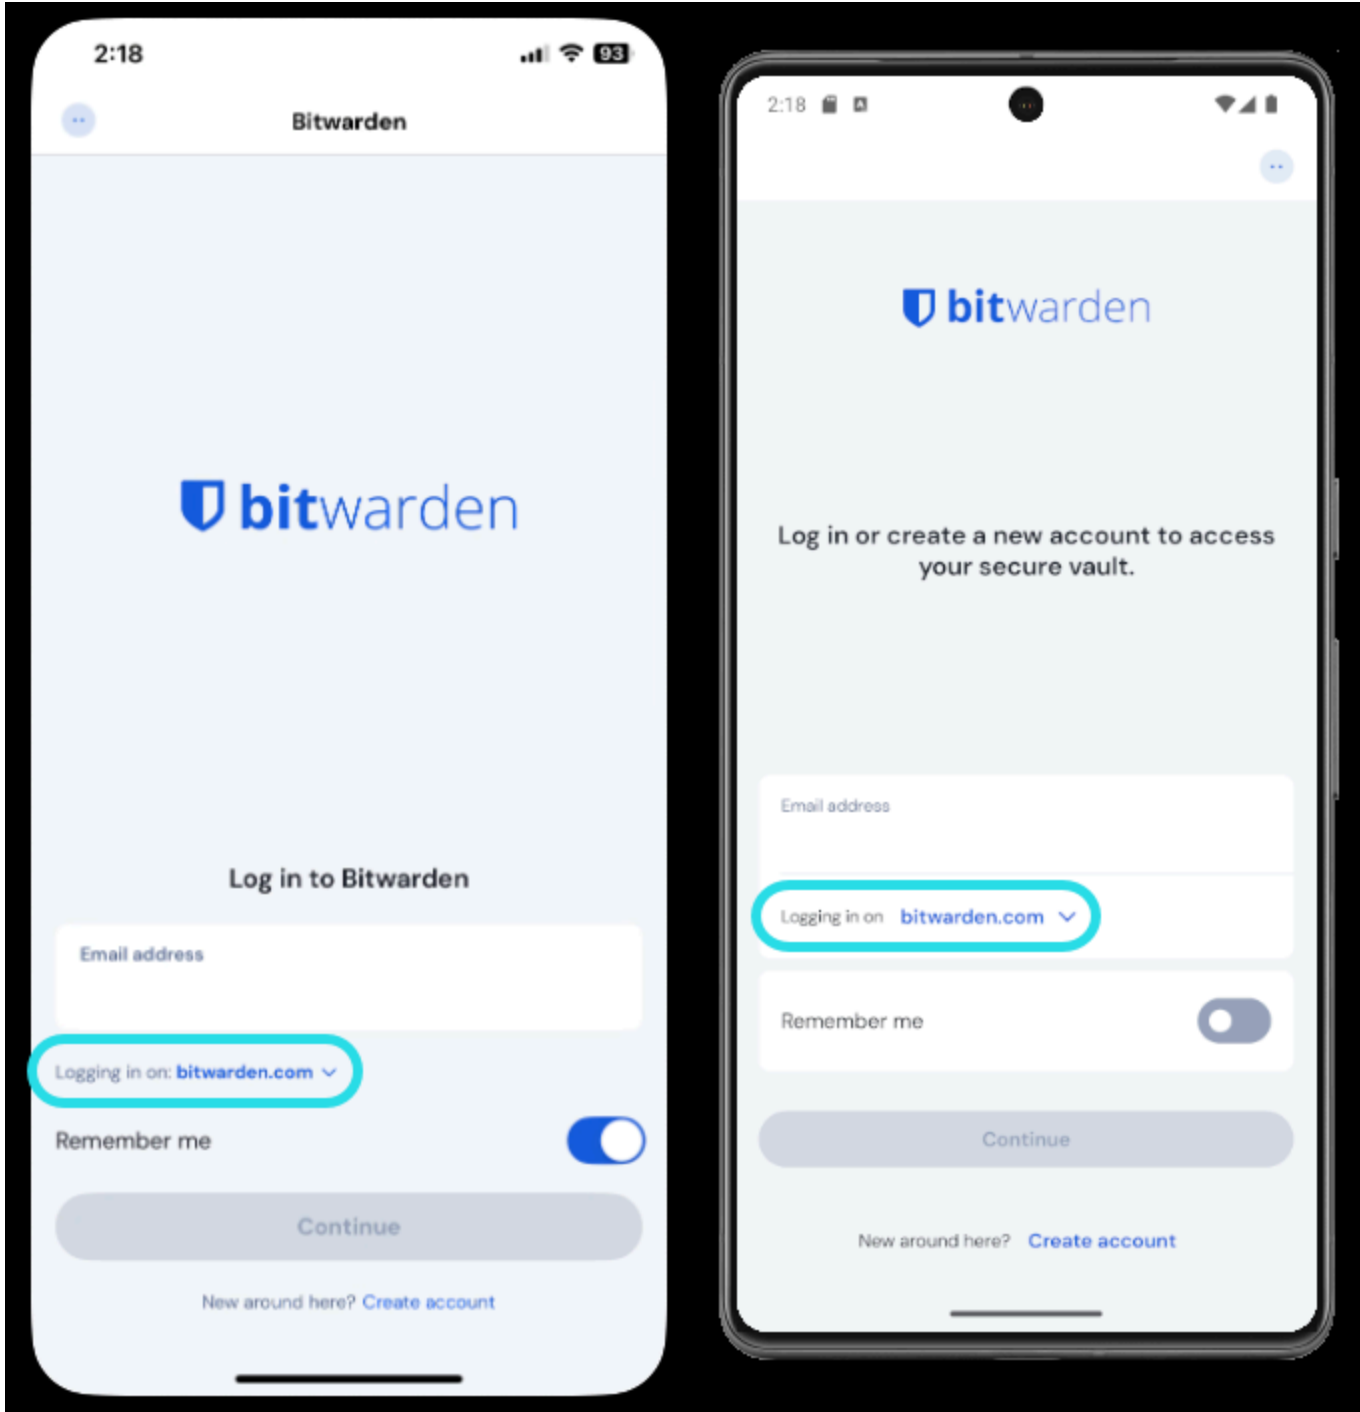 2:18
93
Bitwarden
bitwarden
Log in to Bitwarden
Email address
Logging in on: bitwarden.com
Remember me
Continue
New around here? Create account
2:18
bitwarden
Log in or create a new account to access
your secure vault.
Email address
Logging in on bitwarden.com
Remember me
Continue
New around here? Create account